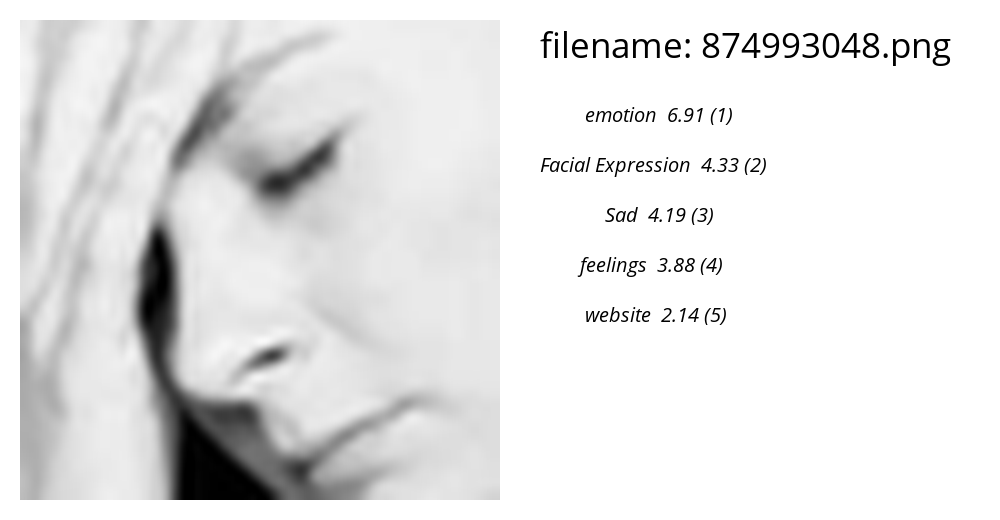 filename: 874993048.png
emotion 6.91 (1)
Facial Expression 4.33 (2)
Sad 4.19 (3)
feelings 3.88 (4)
website 2.14 (5)